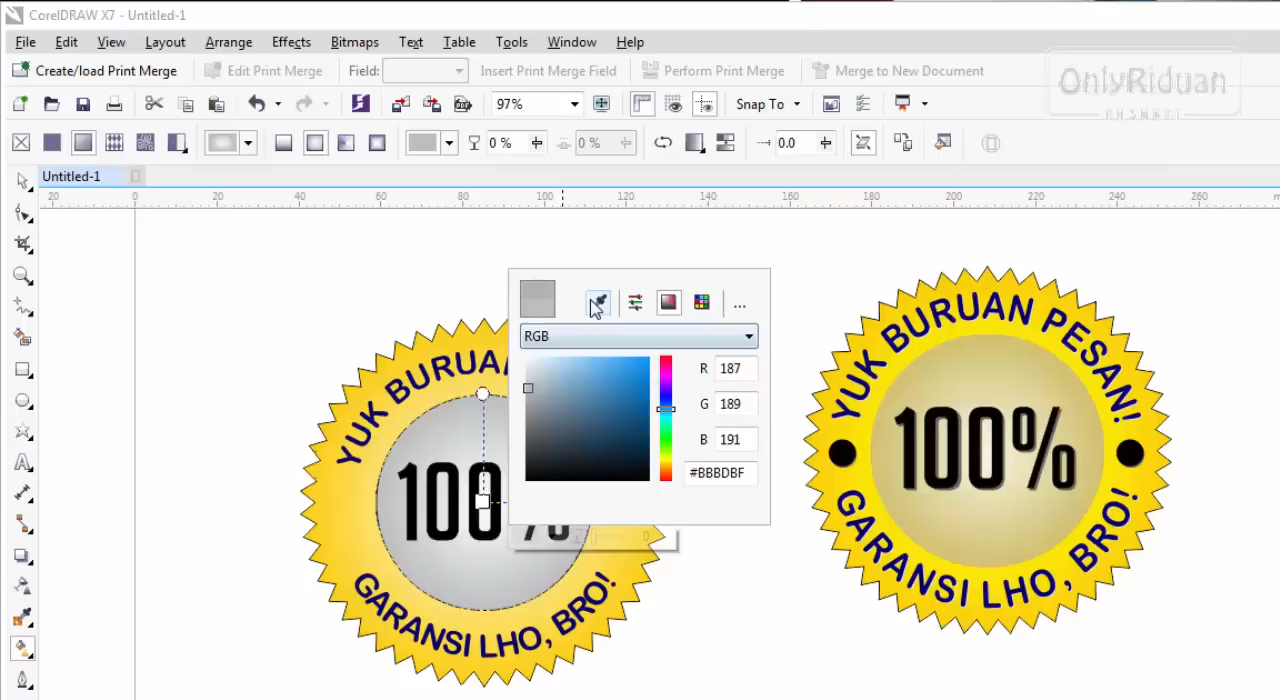 CorelDRAW X7 - Untitled-1
File Edit View Layout Arrange Effects Bitmaps Text Table Tools Window Help
Create/load Print Merge Edit Print Merge Field: Insert Print Merge Field Perform Print Merge Merge to New Document
OnlyRiduan
CHANNEL
97% Snap To
0 % 0 % 0.0
Untitled-1
20 0 20 40 60 80 100 120 140 160 180 200 220 240 260
RGB
R 187
G 189
B 191
#BBBDBF
YUK BURUA
100%
GARANSI LHO, BRO!
YUK BURUAN PESAN!
100%
GARANSI LHO, BRO!